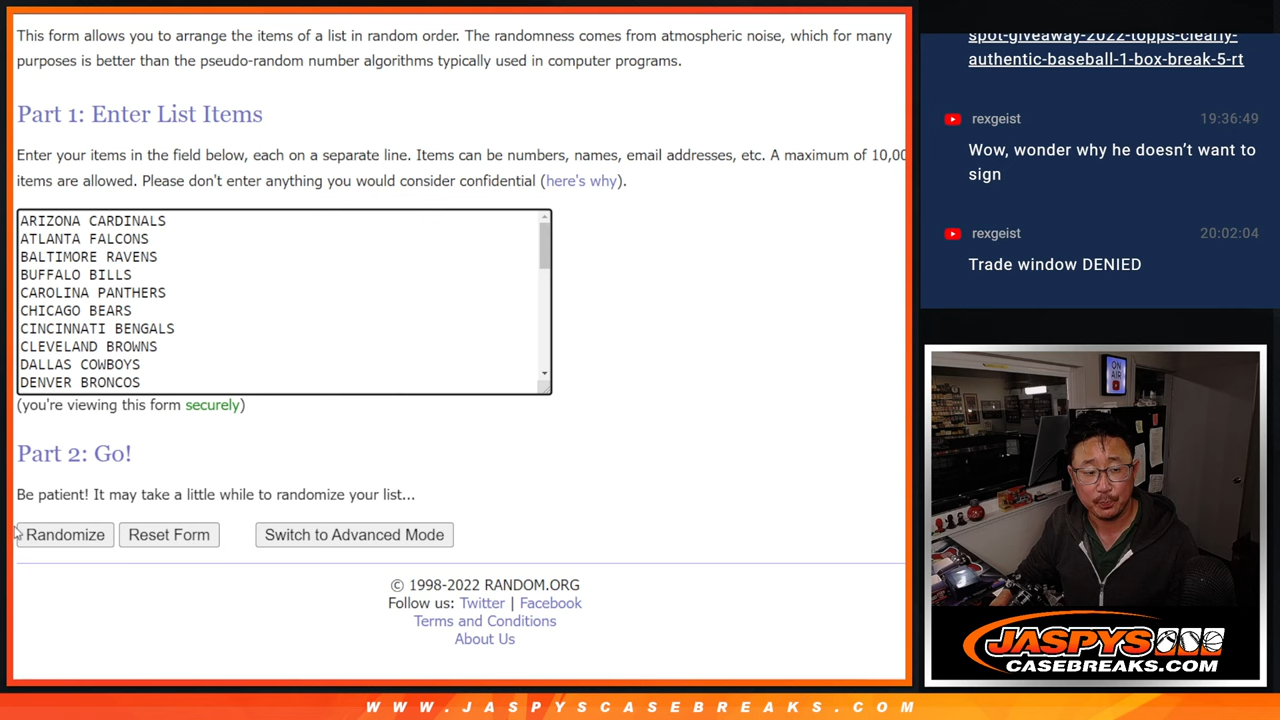 This form allows you to arrange the items of a list in random order. The randomness comes from atmospheric noise, which for many
purposes is better than the pseudo-random number algorithms typically used in computer programs.
Part 1: Enter List Items
Enter your items in the field below, each on a separate line. Items can be numbers, names, email addresses, etc. A maximum of 10,00
items are allowed. Please don't enter anything you would consider confidential (here's why).
ARIZONA CARDINALS
ATLANTA FALCONS
BALTIMORE RAVENS
BUFFALO BILLS
CAROLINA PANTHERS
CHICAGO BEARS
CINCINNATI BENGALS
CLEVELAND BROWNS
DALLAS COWBOYS
DENVER BRONCOS
(you're viewing this form securely)
Part 2: Go!
Be patient! It may take a little while to randomize your list...
Randomize Reset Form Switch to Advanced Mode
© 1998-2022 RANDOM.ORG
Follow us: Twitter | Facebook
Terms and Conditions
About Us
spot-giveaway-2022-topps-clearly-
authentic-baseball-1-box-break-5-rt
rexgeist 19:36:49
Wow, wonder why he doesn’t want to
sign
rexgeist 20:02:04
Trade window DENIED
ON
AIR
JASPYS
CASEBREAKS.COM
WWW.JASPYSCASEBREAKS.COM